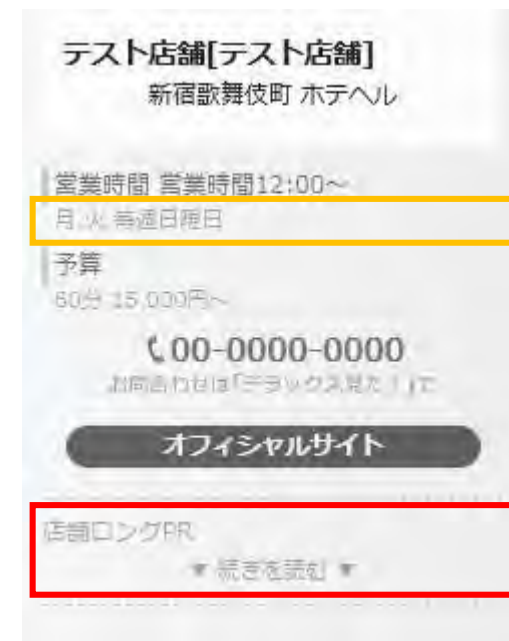 テスト店舗[テスト店舗]
新宿歌舞伎町 ホテヘル
営業時間 営業時間12:00～
月,火,毎週日曜日
予算
60分 15,000円～
00-0000-0000
お問合わせは「デラックス見た！」で
オフィシャルサイト
店舗ロングPR
▼ 続きを読む ▼